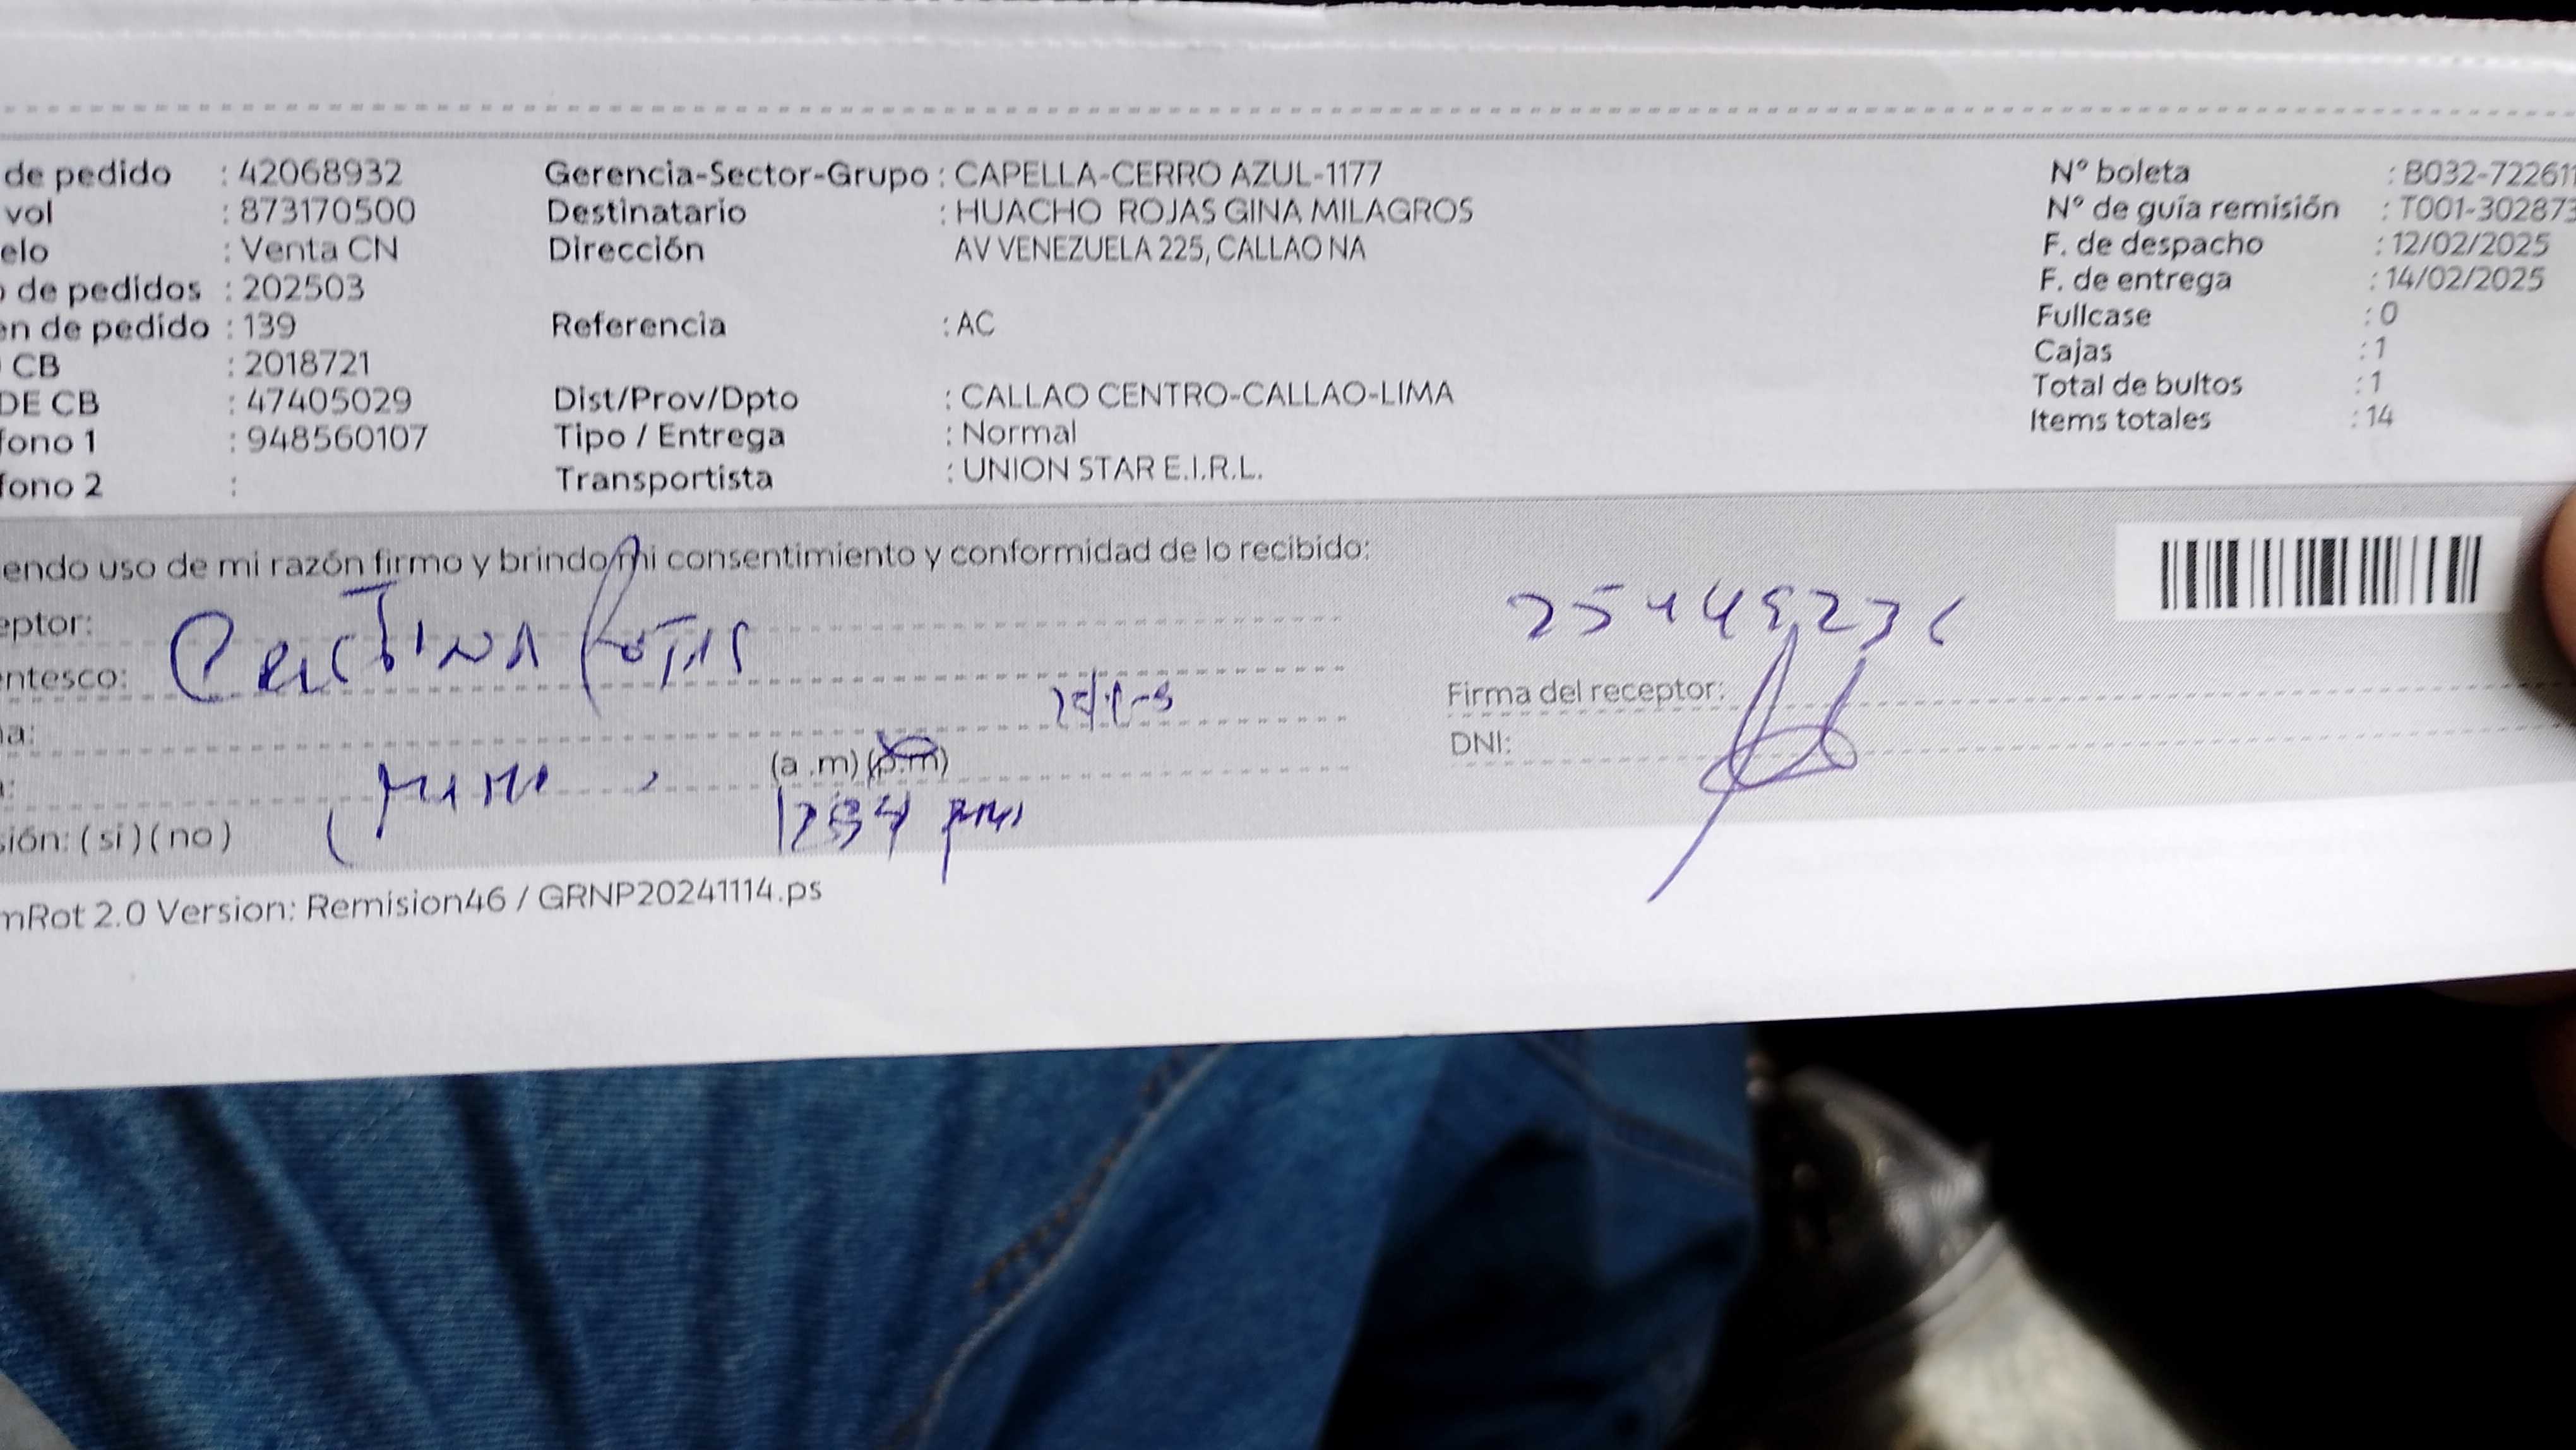 de pedido : 42068932 Gerencia-Sector-Grupo : CAPELLA-CERRO AZUL-1177 N° boleta : B032-722611
vol : 873170500 Destinatario : HUACHO ROJAS GINA MILAGROS N° de guía remisión : T001-302873
elo : Venta CN Dirección AV VENEZUELA 225, CALLAO NA F. de despacho : 12/02/2025
de pedidos : 202503 F. de entrega : 14/02/2025
en de pedido : 139 Referencia : AC Fullcase : 0
CB : 2018721 Cajas : 1
DE CB : 47405029 Dist/Prov/Dpto : CALLAO CENTRO-CALLAO-LIMA Total de bultos : 1
fono 1 : 948560107 Tipo / Entrega : Normal Items totales : 14
fono 2 : Transportista : UNION STAR E.I.R.L.
endo uso de mi razón firmo y brindo mi consentimiento y conformidad de lo recibido:
eptor:
entesco: CRISTINA ROJAS
Firma del receptor:
a:
DNI:
(a .m) (p.m)
sión: ( si ) ( no )
mRot 2.0 Version: Remision46 / GRNP20241114.ps